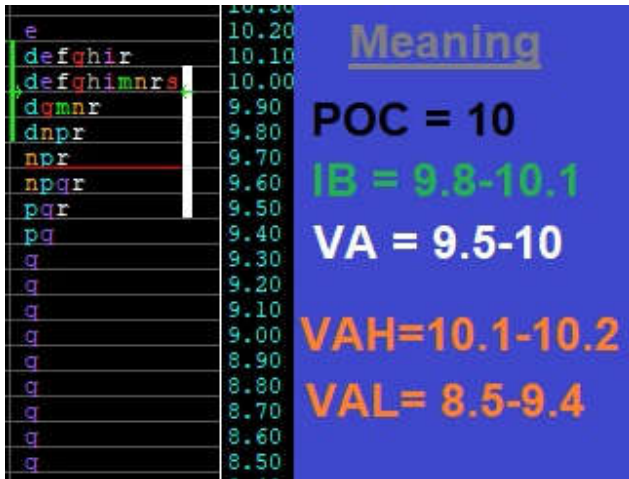 10.30
e 10.20
defghir 10.10
defghimnrs 10.00
dgmnr 9.90
dnpr 9.80
npr 9.70
npqr 9.60
pqr 9.50
pq 9.40
q 9.30
q 9.20
q 9.10
q 9.00
q 8.90
q 8.80
q 8.70
q 8.60
q 8.50
Meaning
POC = 10
IB = 9.8-10.1
VA = 9.5-10
VAH=10.1-10.2
VAL= 8.5-9.4